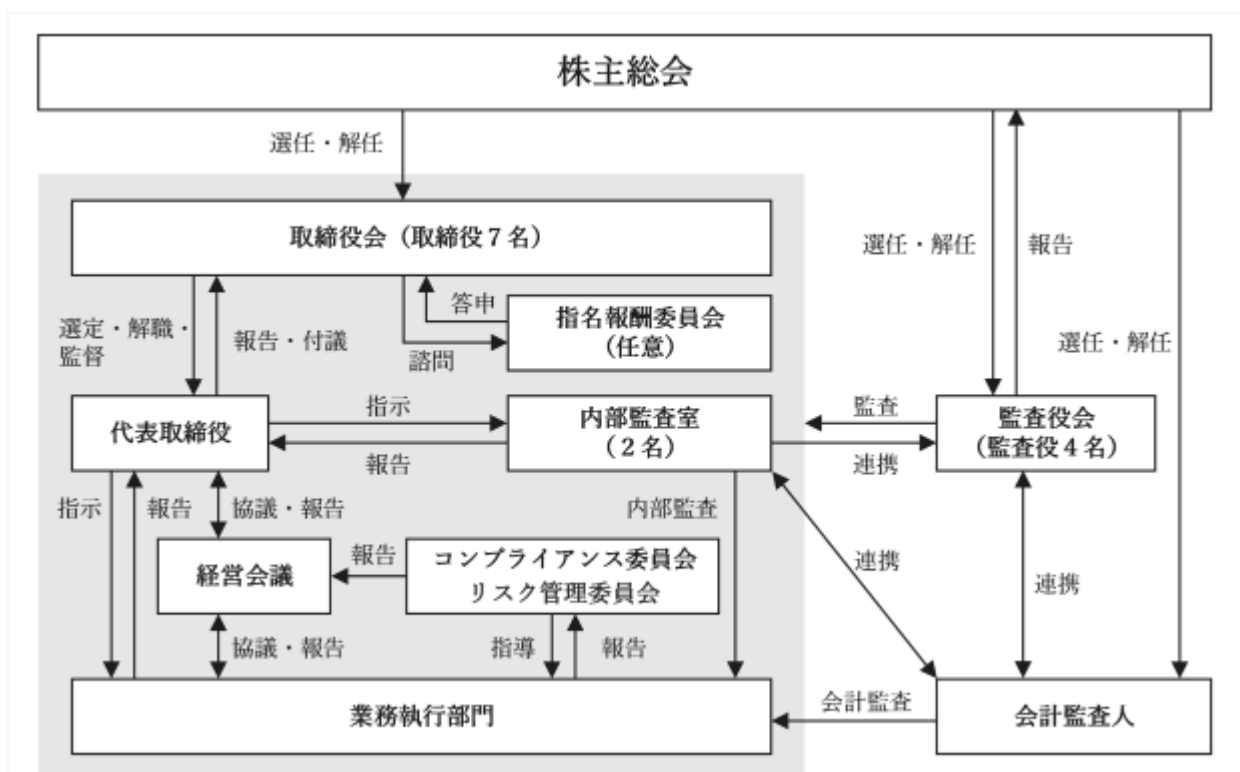 株主総会
選任・解任
取締役会（取締役７名）
選任・解任
報告
答申
指名報酬委員会
（任意）
選定・解職・
監督
報告・付議
諮問
選任・解任
代表取締役
指示
内部監査室
（２名）
監査
監査役会
（監査役４名）
報告
連携
指示
報告
協議・報告
内部監査
経営会議
報告
コンプライアンス委員会
リスク管理委員会
連携
連携
協議・報告
指導
報告
業務執行部門
会計監査
会計監査人